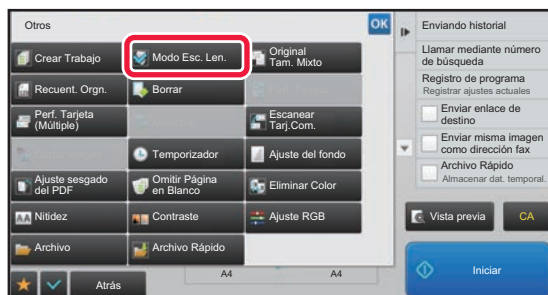 Otros
OK
Crear Trabajo
Modo Esc. Len.
Original
Tam. Mixto
Recuent. Orgn.
Borrar
Perf. Tarjeta
(Múltiple)
Escanear
Tarj.Com.
Temporizador
Ajuste del fondo
Ajuste sesgado
del PDF
Omitir Página
en Blanco
Eliminar Color
Nitidez
Contraste
Ajuste RGB
Archivo
Archivo Rápido
Atrás
A4
A4
Enviando historial
Llamar mediante número
de búsqueda
Registro de programa
Registrar ajustes actuales
Enviar enlace de
destino
Enviar misma imagen
como dirección fax
Archivo Rápido
Almacenar dat. temporal.
Vista previa
CA
Iniciar